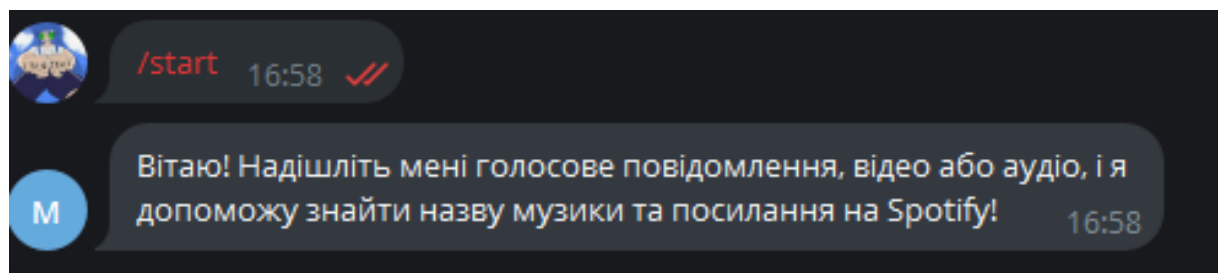 /start 16:58
Вітаю! Надішліть мені голосове повідомлення, відео або аудіо, і я
допоможу знайти назву музики та посилання на Spotify! 16:58
М